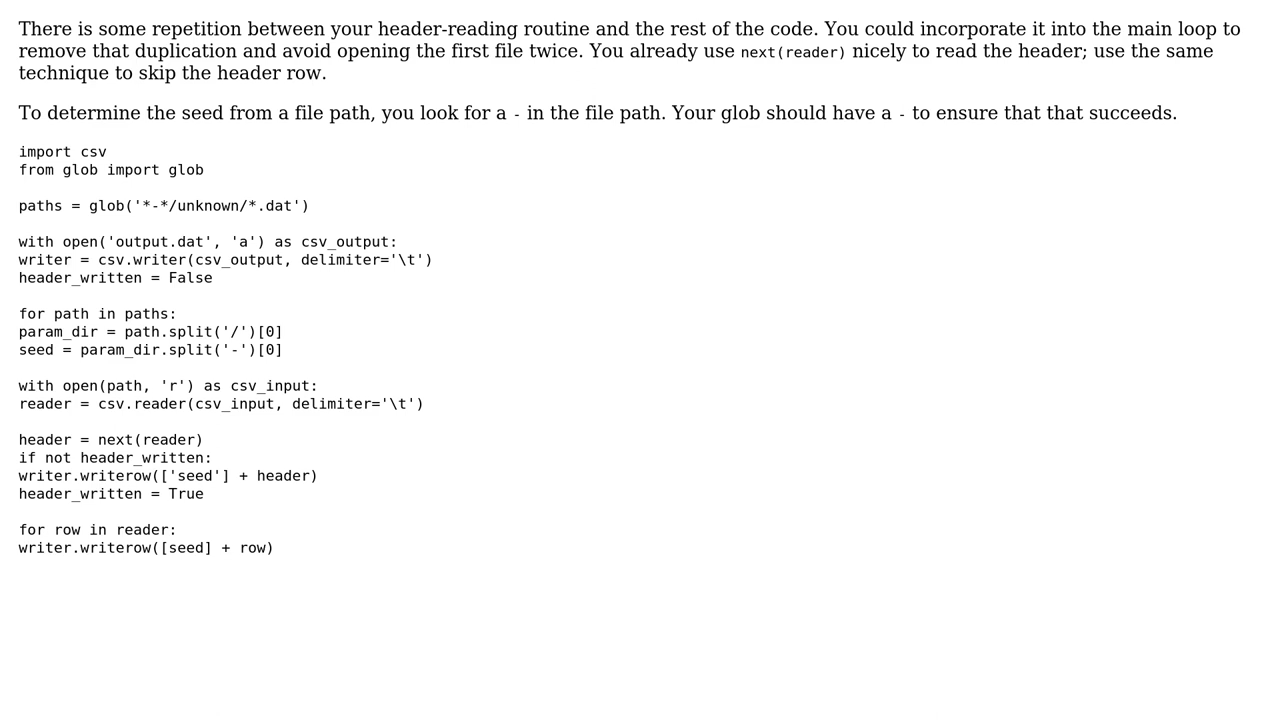 There is some repetition between your header-reading routine and the rest of the code. You could incorporate it into the main loop to
remove that duplication and avoid opening the first file twice. You already use next(reader) nicely to read the header; use the same
technique to skip the header row.
To determine the seed from a file path, you look for a - in the file path. Your glob should have a - to ensure that that succeeds.
import csv
from glob import glob
paths = glob('*-*/unknown/*.dat')
with open('output.dat', 'a') as csv_output:
writer = csv.writer(csv_output, delimiter='\t')
header_written = False
for path in paths:
param_dir = path.split('/')[0]
seed = param_dir.split('-')[0]
with open(path, 'r') as csv_input:
reader = csv.reader(csv_input, delimiter='\t')
header = next(reader)
if not header_written:
writer.writerow(['seed'] + header)
header_written = True
for row in reader:
writer.writerow([seed] + row)